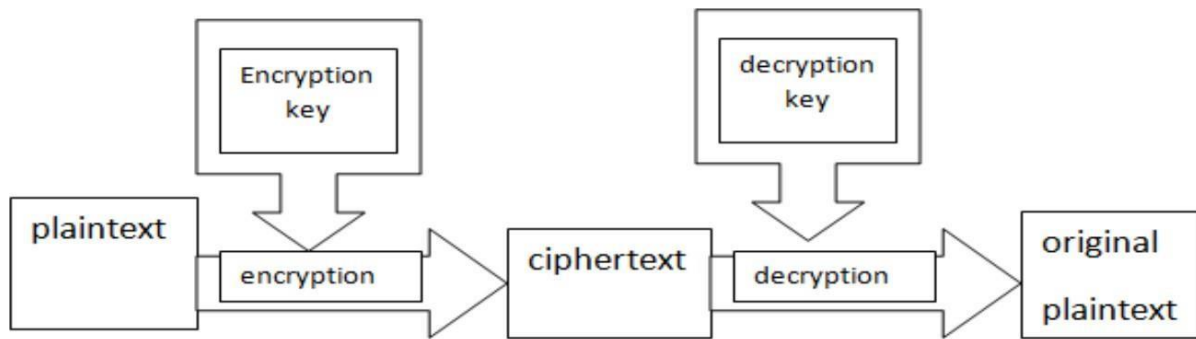 Encryption
key
decryption
key
plaintext
encryption
ciphertext
decryption
original
plaintext